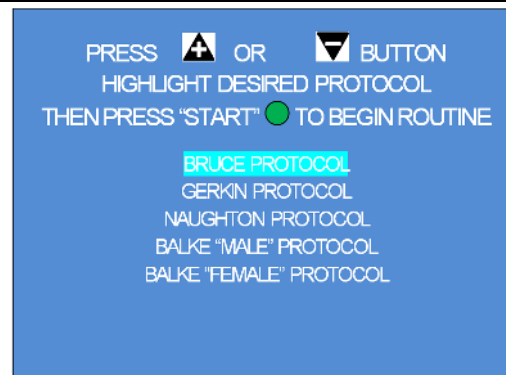 PRESS + OR − BUTTON
HIGHLIGHT DESIRED PROTOCOL
THEN PRESS “START” TO BEGIN ROUTINE
BRUCE PROTOCOL
GERKIN PROTOCOL
NAUGHTON PROTOCOL
BALKE “MALE” PROTOCOL
BALKE “FEMALE” PROTOCOL